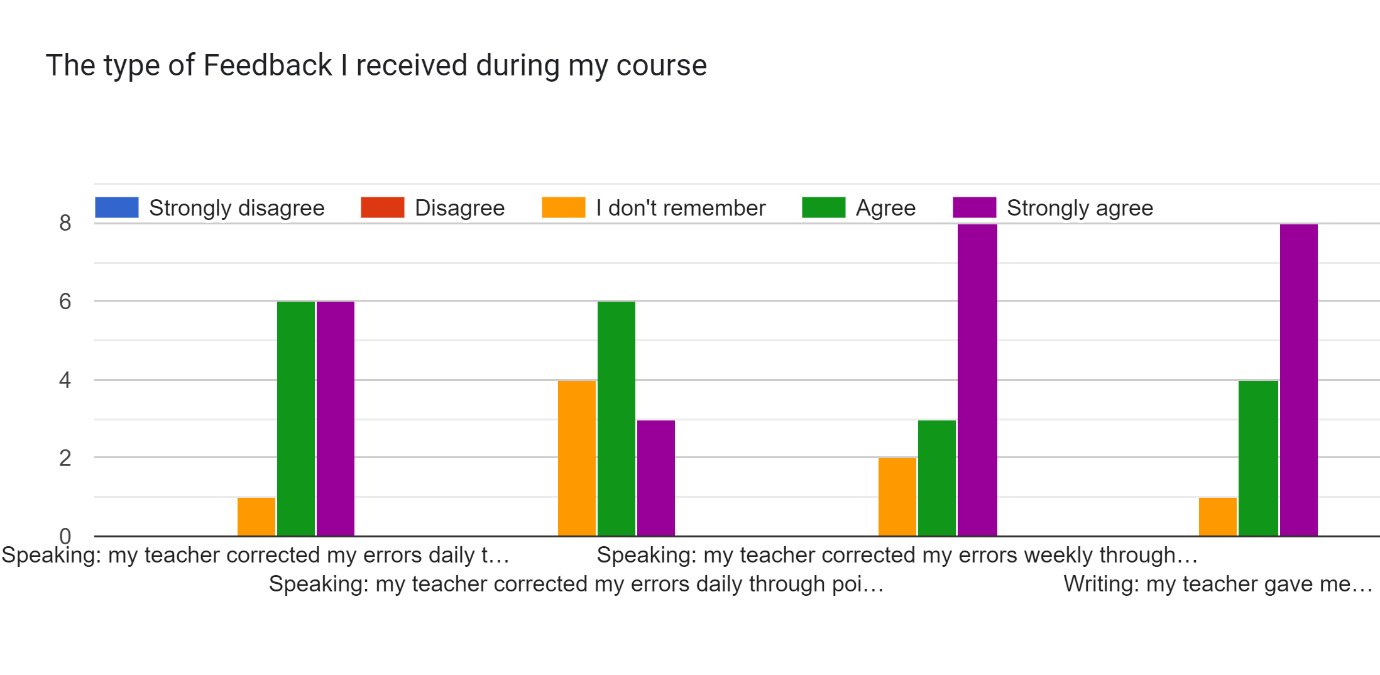 The type of Feedback I received during my course
Strongly disagree
Disagree
I don't remember
Agree
Strongly agree
8
6
4
2
0
Speaking: my teacher corrected my errors daily t…
Speaking: my teacher corrected my errors daily through poi…
Speaking: my teacher corrected my errors weekly through…
Writing: my teacher gave me…